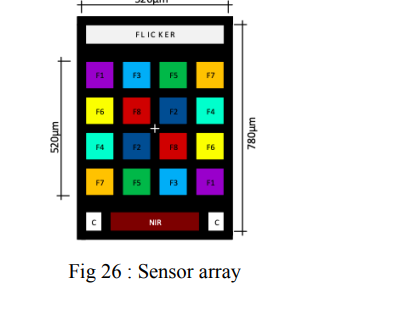 520µm
FLICKER
F1 F3 F5 F7
F6 F8 F2 F4
F4 F2 F8 F6
F7 F5 F3 F1
520µm
780µm
C NIR C
Fig 26 : Sensor array